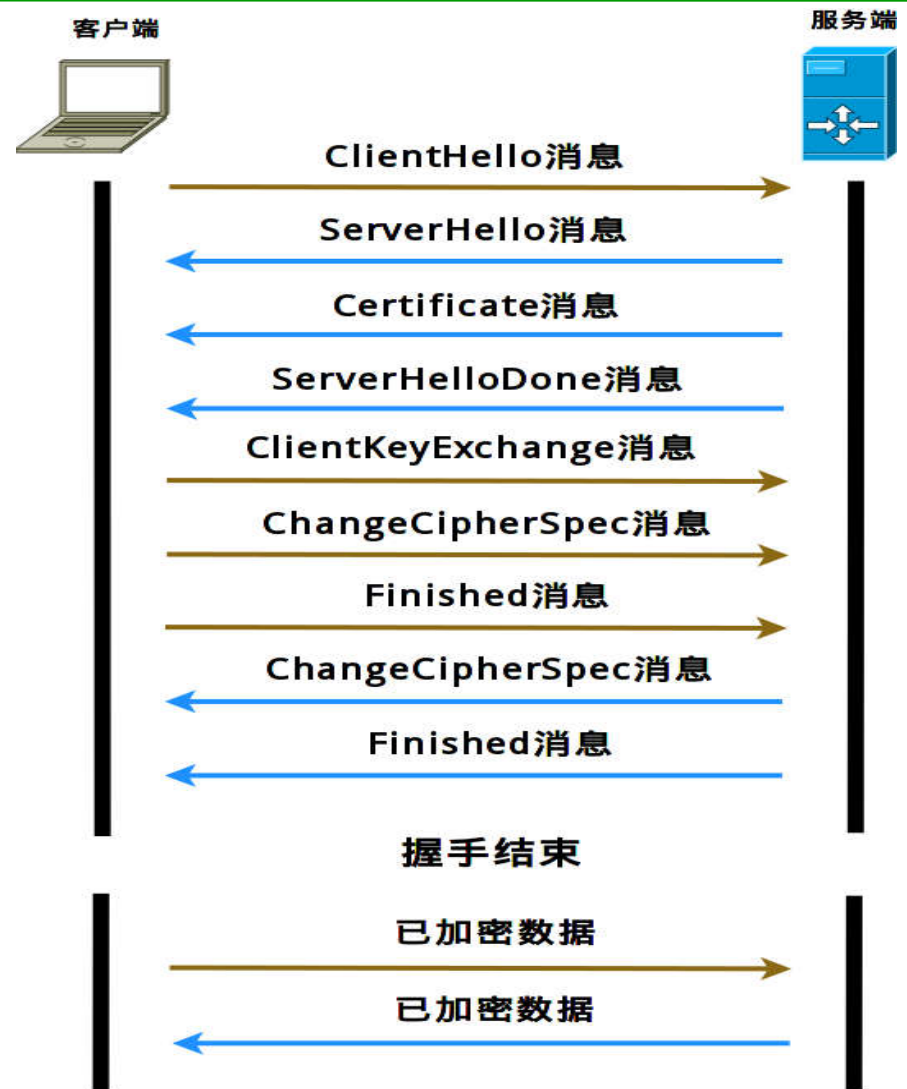 客户端
服务端
ClientHello消息
ServerHello消息
Certificate消息
ServerHelloDone消息
ClientKeyExchange消息
ChangeCipherSpec消息
Finished消息
ChangeCipherSpec消息
Finished消息
握手结束
已加密数据
已加密数据